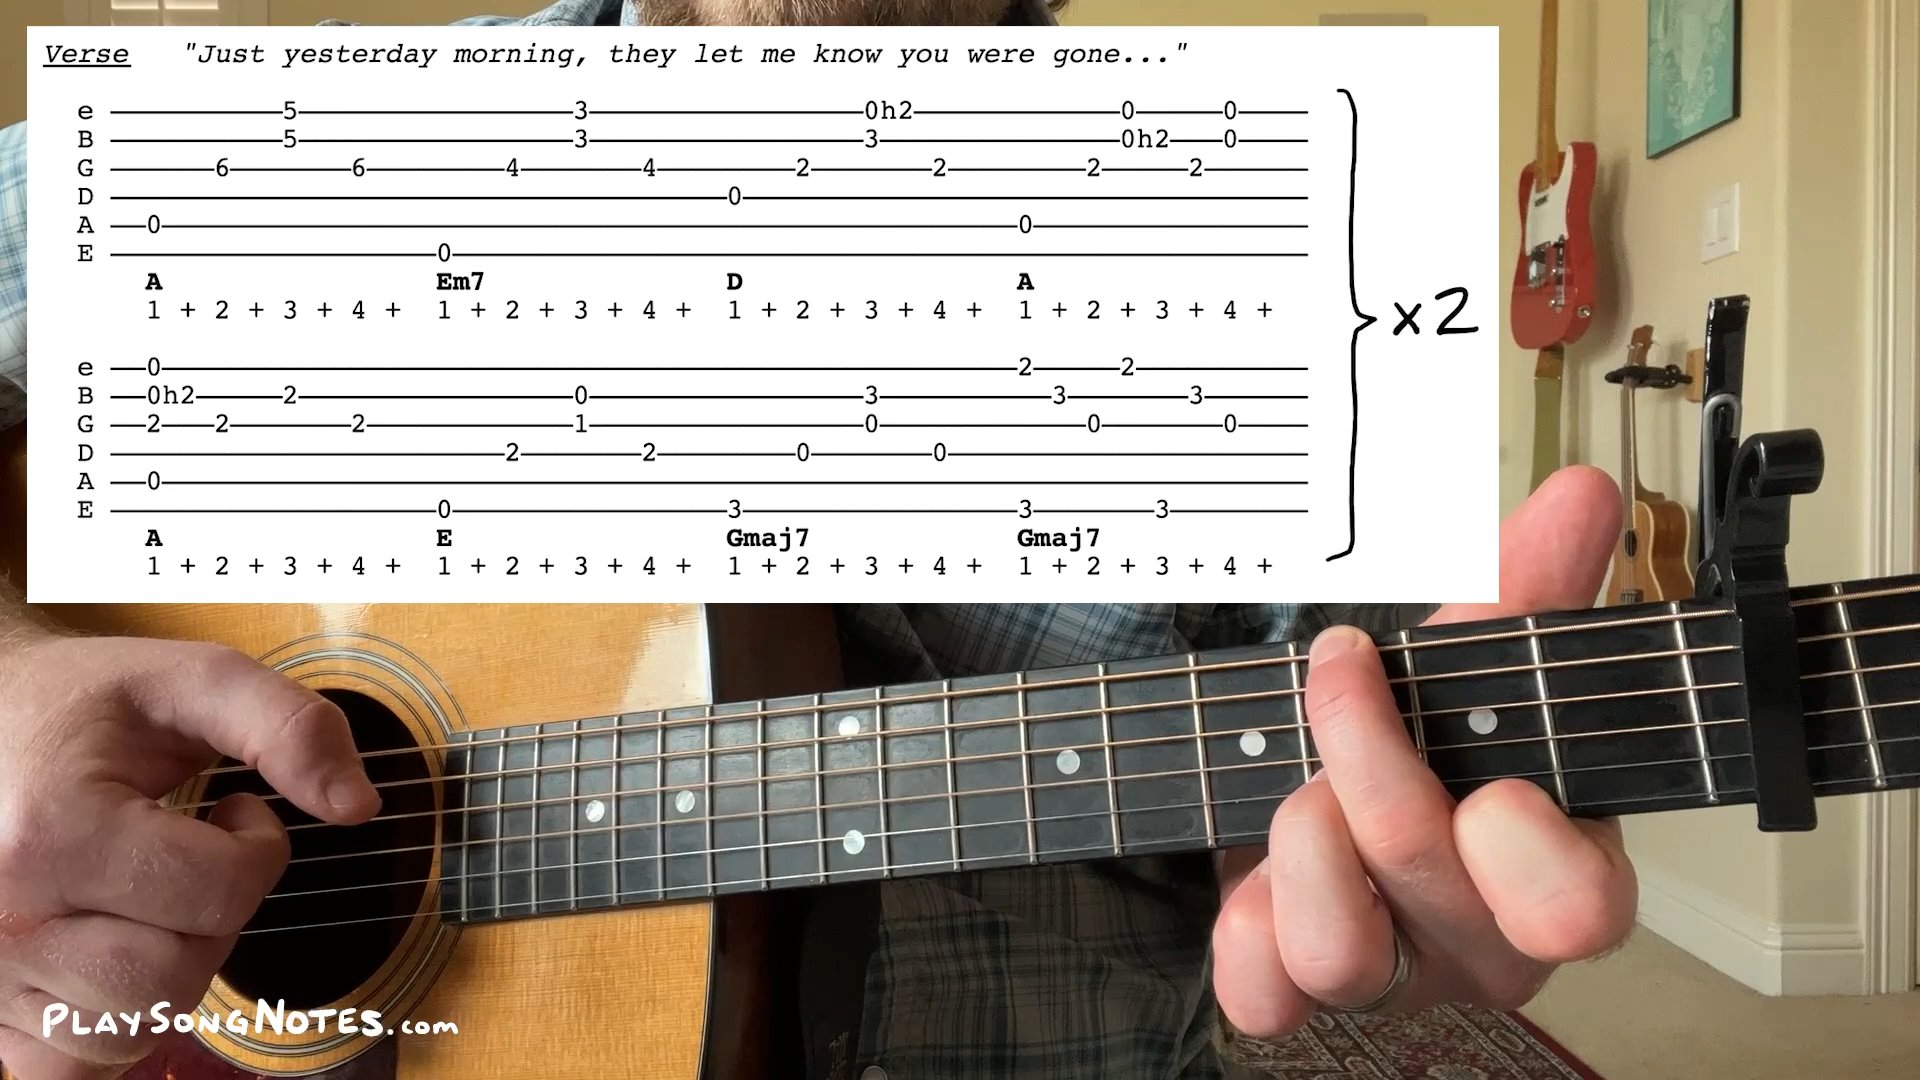 Verse "Just yesterday morning, they let me know you were gone..."
e ————————5————————3————————0h2————————0——————0——
B ————————5————————3————————3————————0h2————0——
G ————6————6————4————4————2————2————2————2——
D ——————————————————0——————————————————
A —0————————————————————————0————————————
E ————————0——————————————————————————————
A Em7 D A
1 + 2 + 3 + 4 + 1 + 2 + 3 + 4 + 1 + 2 + 3 + 4 + 1 + 2 + 3 + 4 +
x2
e —0————————————————————————2————2————
B —0h2————2————————0————————3————3————3——
G —2——2————2————————1————————0————0————0——
D ————————————2————2————0————0————————————
A —0——————————————————————————————————————
E ————————0————————3————————3————3————————
A E Gmaj7 Gmaj7
1 + 2 + 3 + 4 + 1 + 2 + 3 + 4 + 1 + 2 + 3 + 4 + 1 + 2 + 3 + 4 +
PLAYSONGNOTES.com